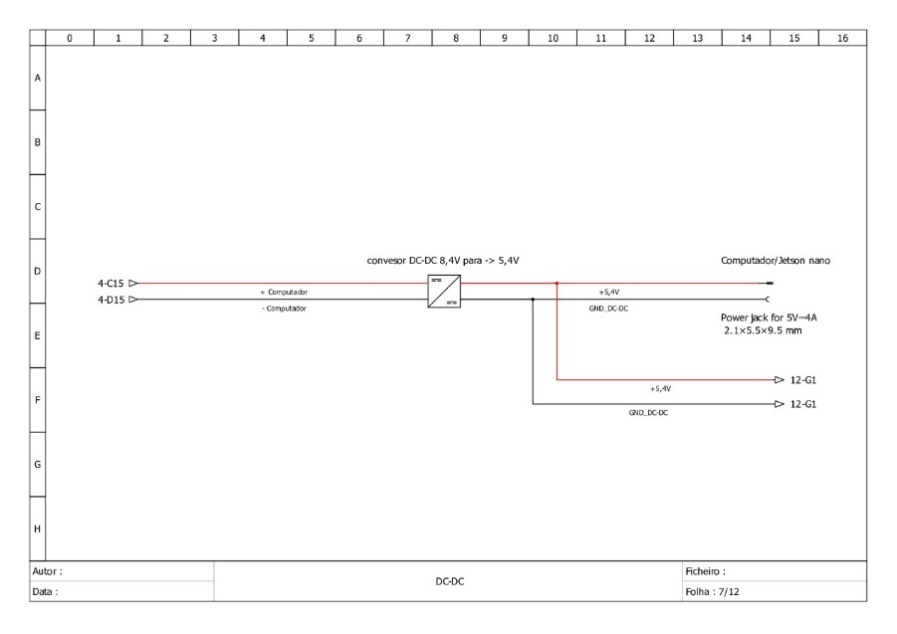 0 1 2 3 4 5 6 7 8 9 10 11 12 13 14 15 16
A
B
C
convesor DC-DC 8,4V para -> 5,4V
Computador/Jetson nano
D
4-C15
+ Computador
+5,4V
4-D15
- Computador
GND_DC-DC
Power jack for 5V⎓4A
2.1×5.5×9.5 mm
E
12-G1
+5,4V
F
12-G1
GND_DC-DC
G
H
Autor :
Ficheiro :
DC-DC
Data :
Folha : 7/12